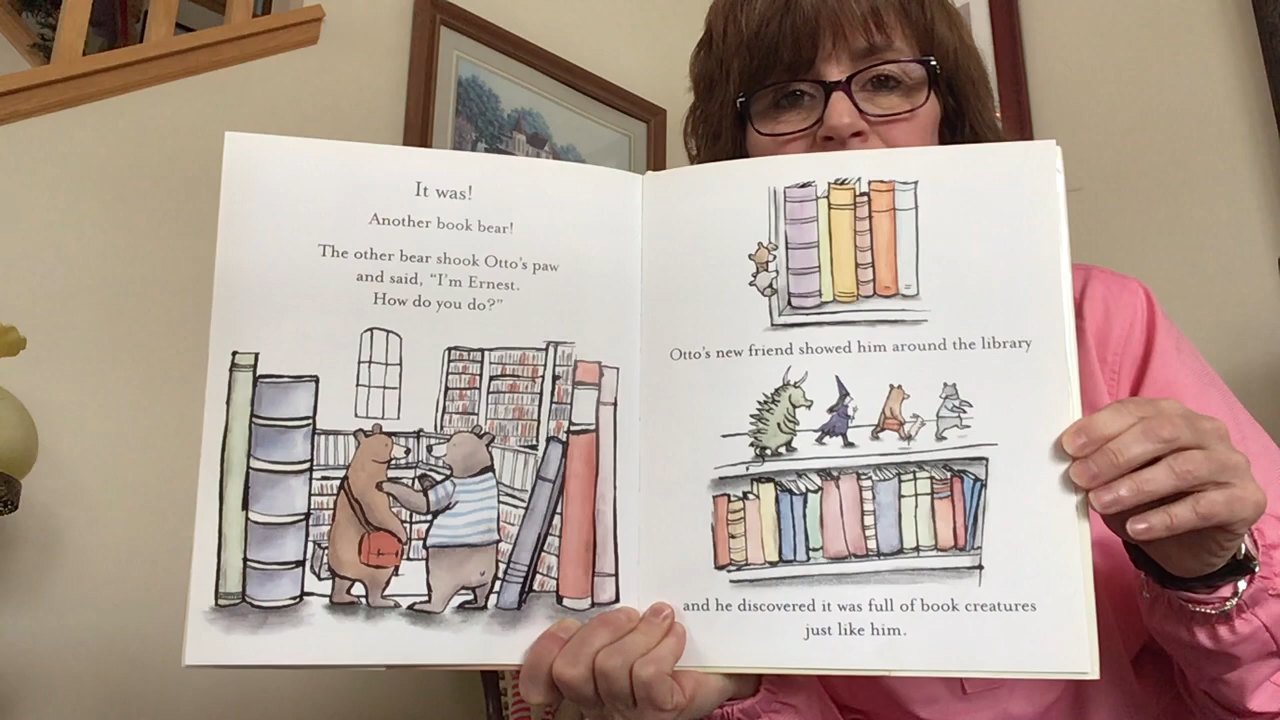 It was!
Another book bear!
The other bear shook Otto's paw
and said, "I'm Ernest.
How do you do?"
Otto's new friend showed him around the library
and he discovered it was full of book creatures
just like him.